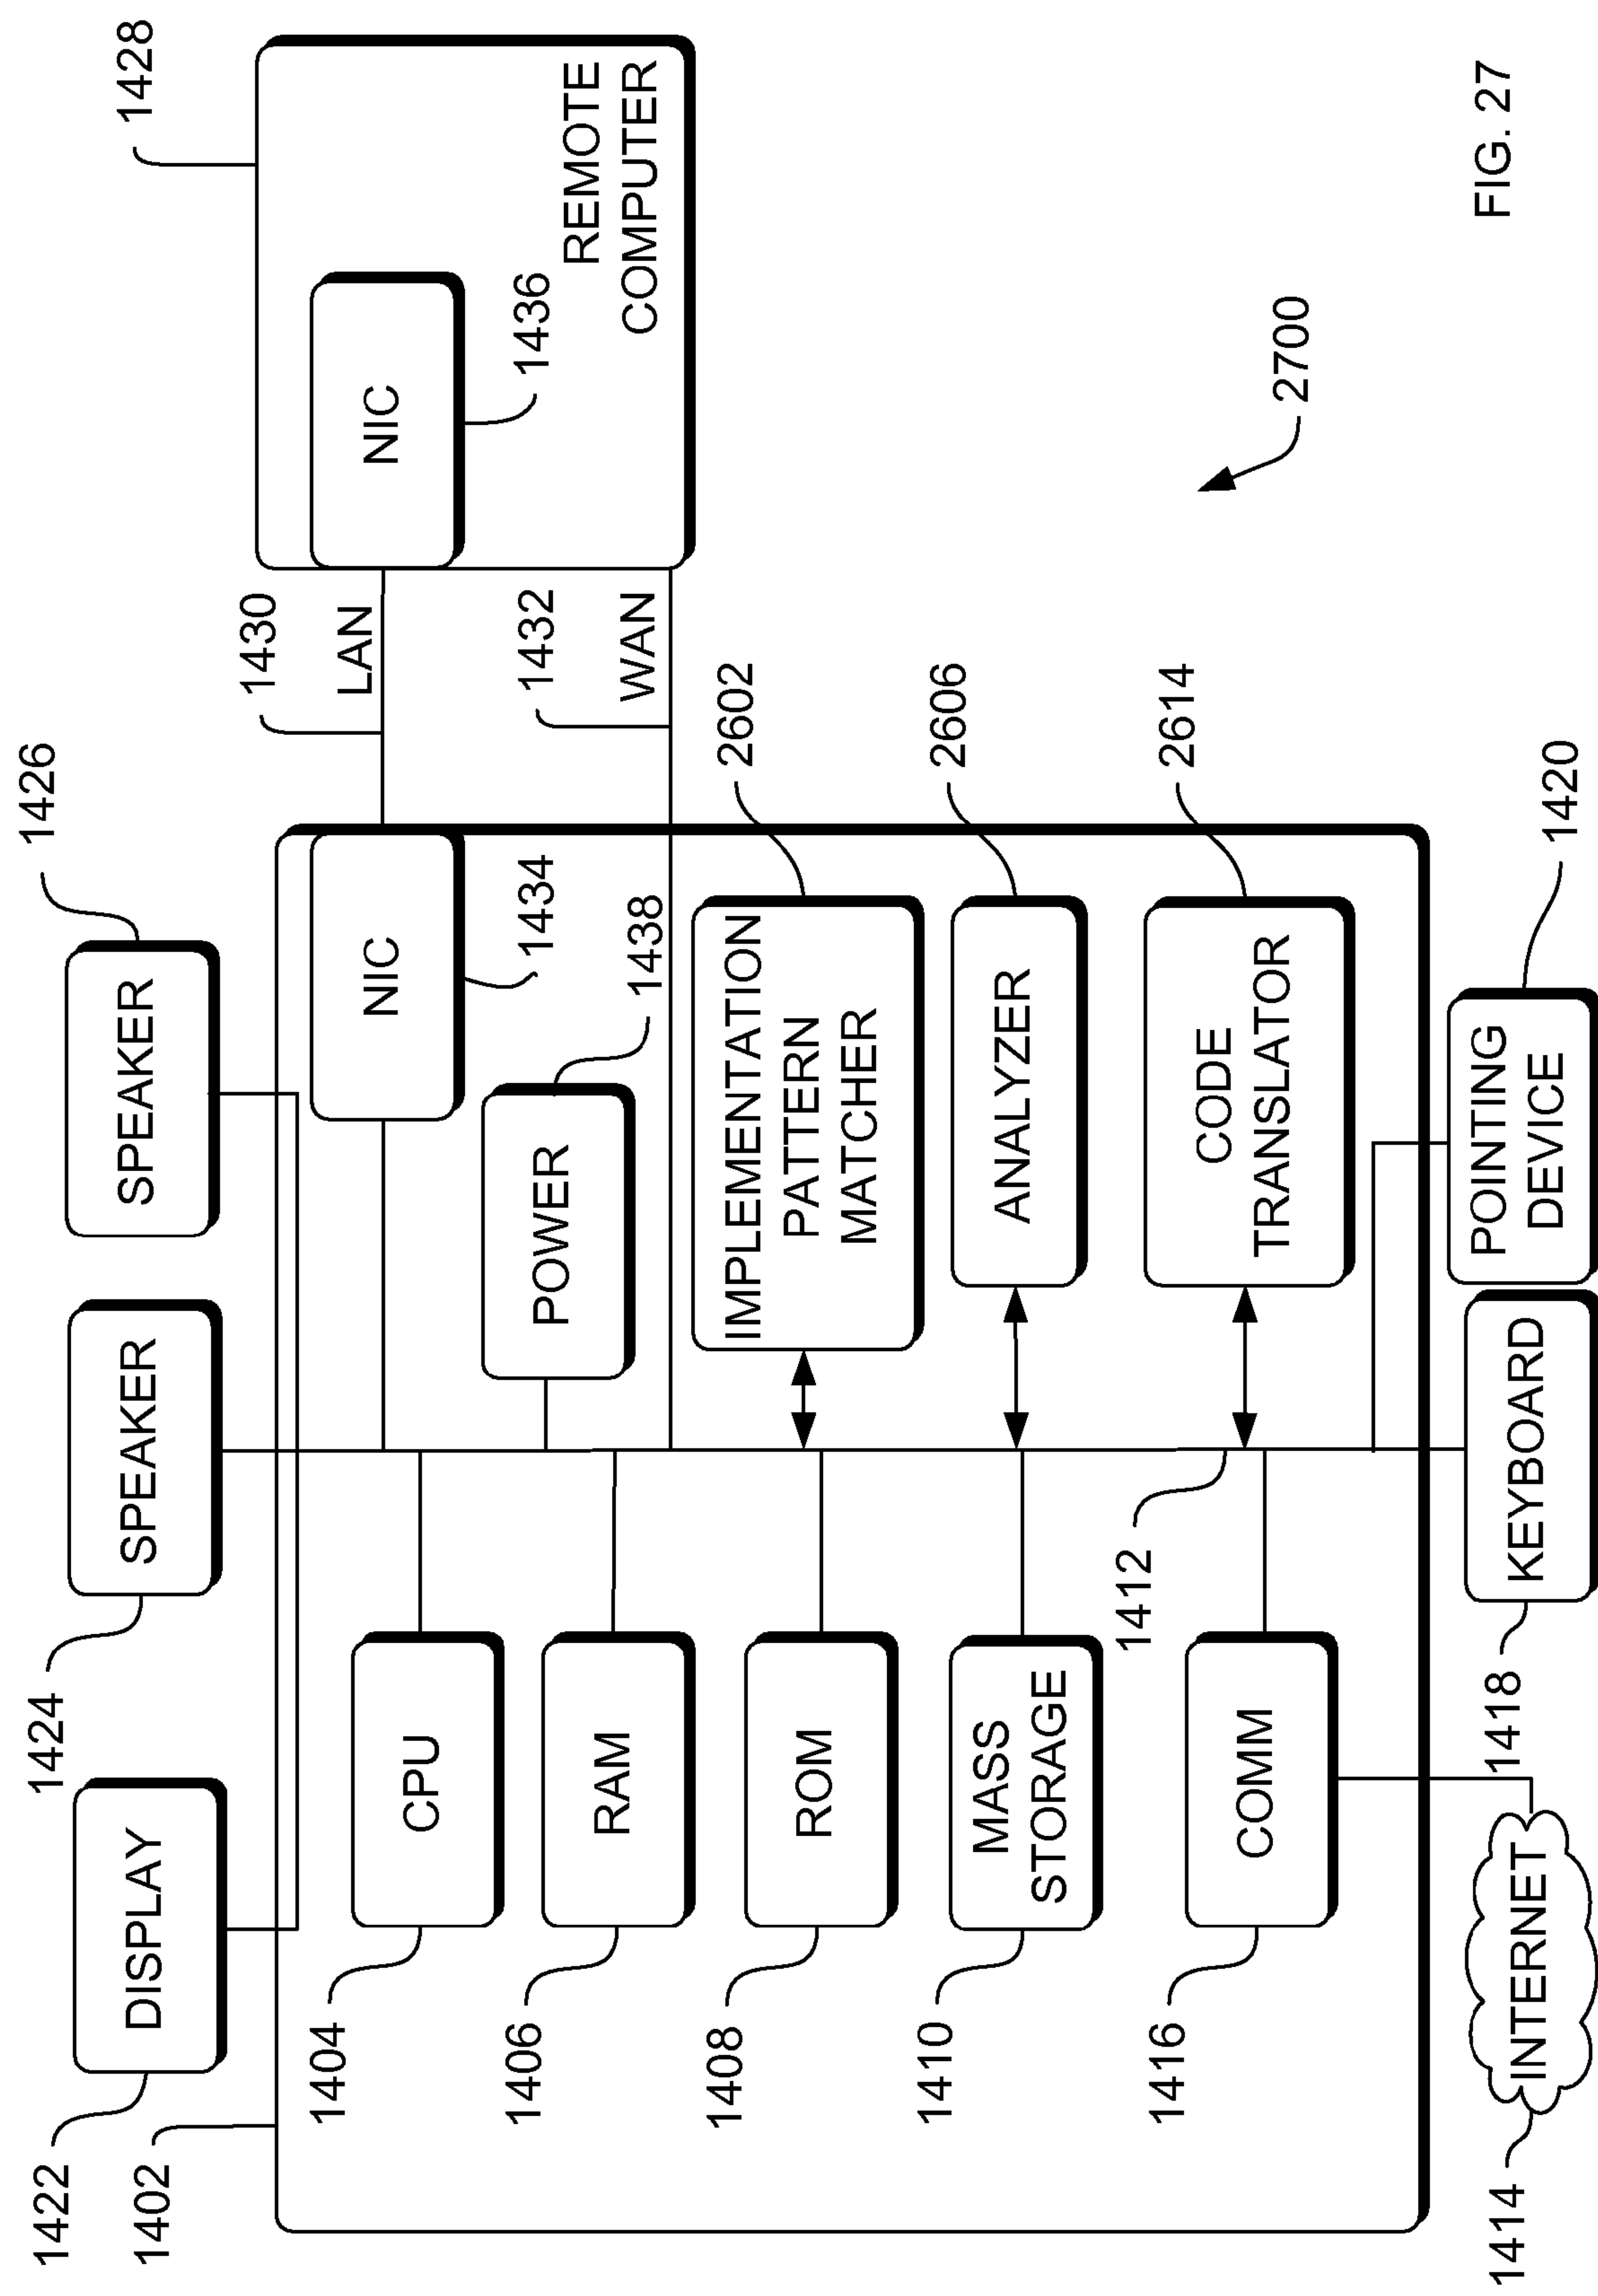 1422
DISPLAY
1424
SPEAKER
SPEAKER
1426
1402
1404
CPU
1406
RAM
1408
ROM
1410
MASS
STORAGE
1416
COMM
1412
NIC
1434
POWER
1438
IMPLEMENTATION
PATTERN
MATCHER
2602
ANALYZER
2606
CODE
TRANSLATOR
2614
1430
LAN
1432
WAN
1428
NIC
1436
REMOTE
COMPUTER
1414
INTERNET
1418
KEYBOARD
POINTING
DEVICE
1420
2700
FIG. 27